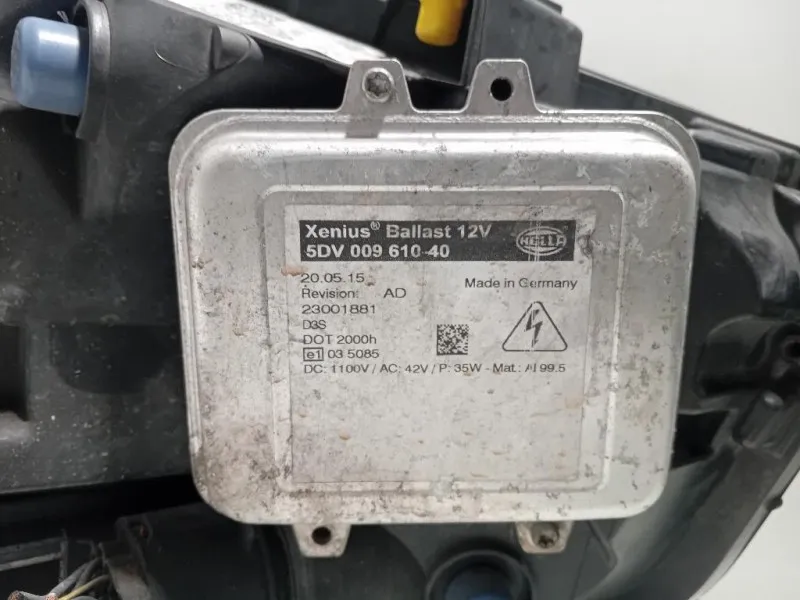 Xenius® Ballast 12V
5DV 009 610-40
HELLA
20.05.15
Made in Germany
Revision: AD
23001881
D3S
DOT 2000h
e1 03 5085
DC: 1100V / AC: 42V / P: 35W - Mat.: Al 99.5